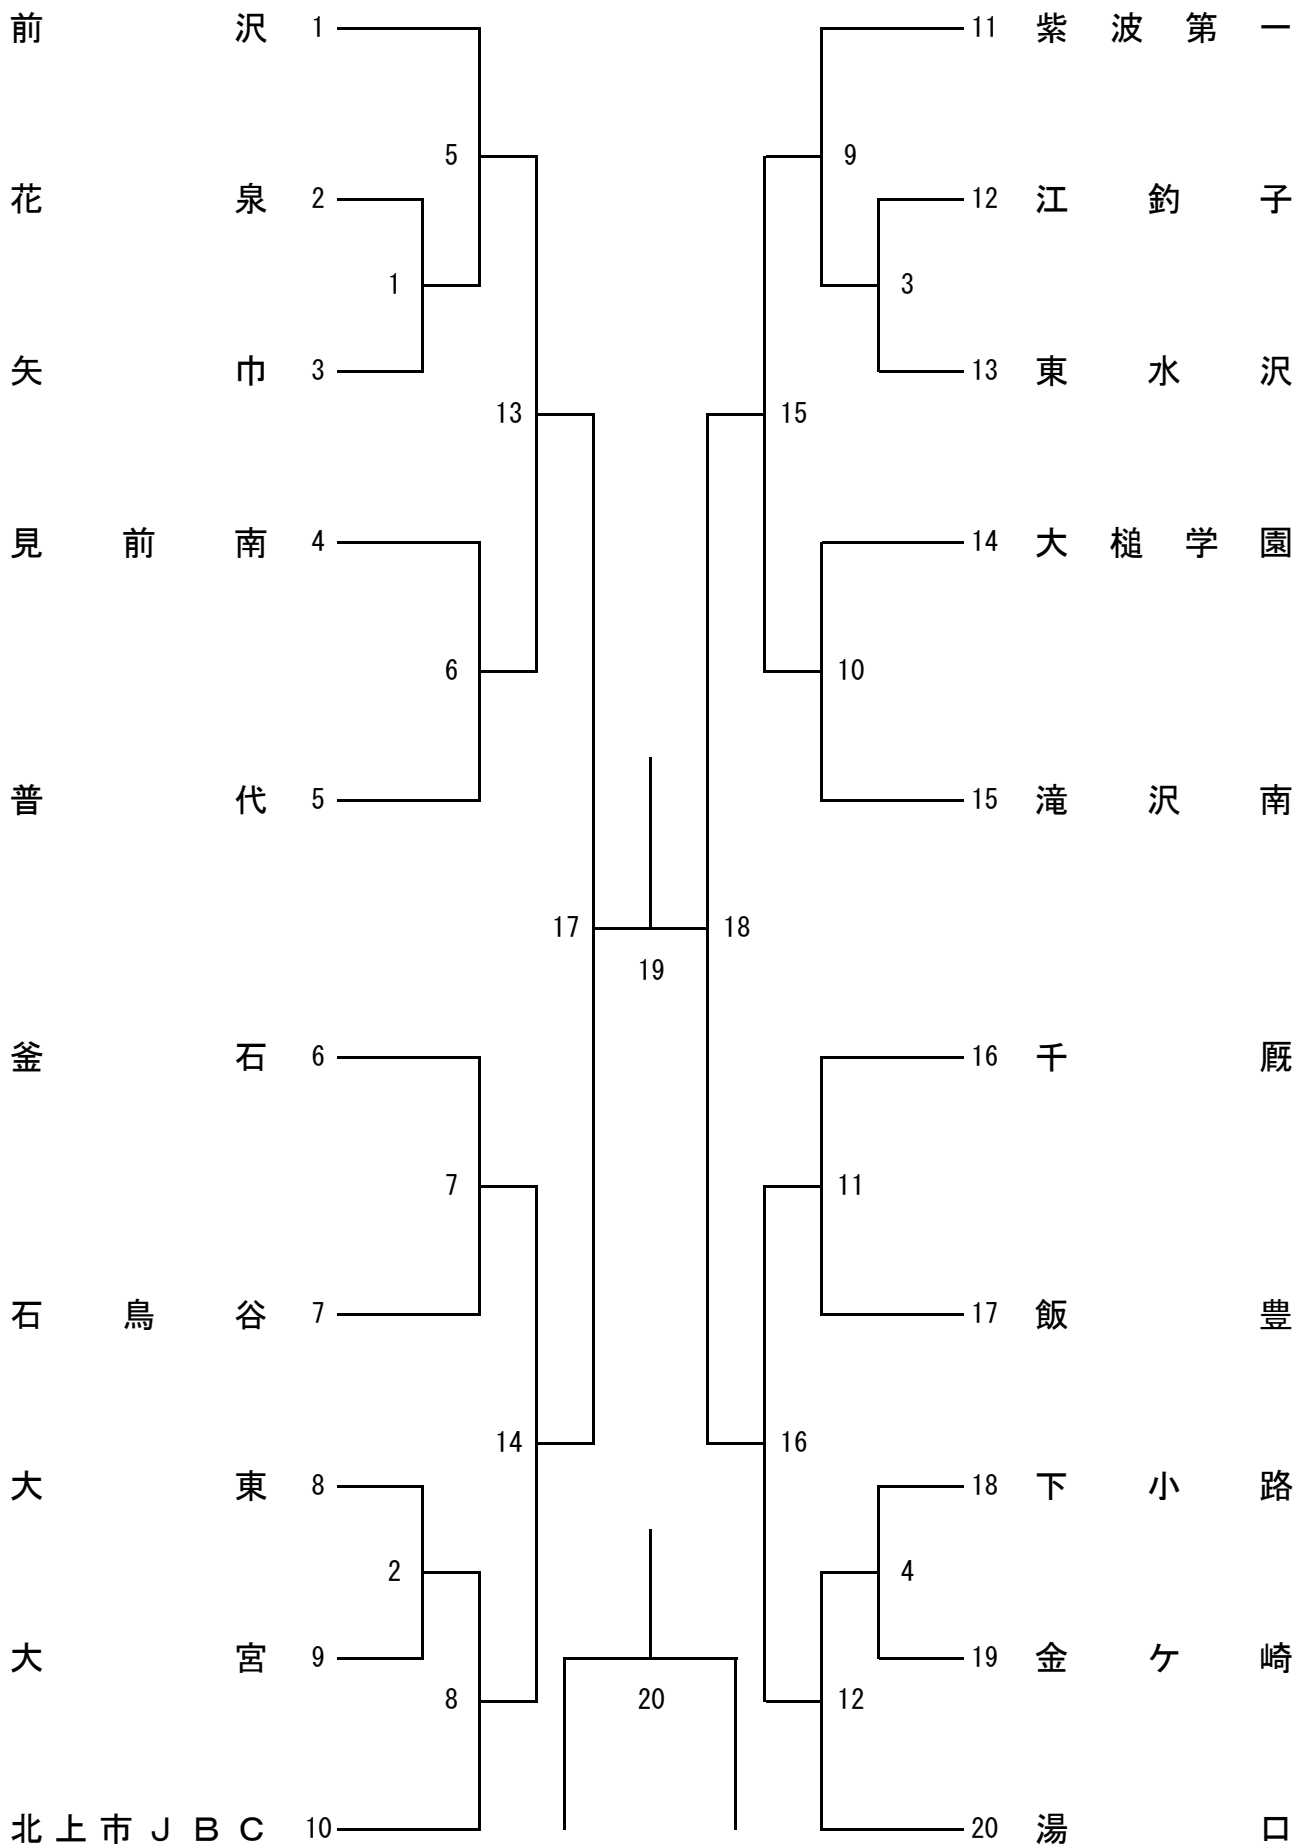 前沢 1
11 紫波第一
5
9
花泉 2
12 江釣子
1
3
矢巾 3
13 東水沢
13
15
見前南 4
14 大槌学園
6
10
普代 5
15 滝沢南
17
18
19
釜石 6
16 千厩
7
11
石鳥谷 7
17 飯豊
14
16
大東 8
18 下小路
2
4
大宮 9
19 金ケ崎
8
20
12
北上市JBC 10
20 湯口